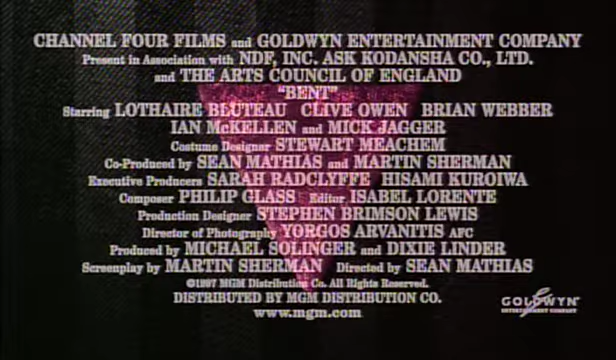 CHANNEL FOUR FILMS and GOLDWYN ENTERTAINMENT COMPANY
Present in Association with NDF, INC. ASK KODANSHA CO., LTD.
and THE ARTS COUNCIL OF ENGLAND
"BENT"
Starring LOTHAIRE BLUTEAU CLIVE OWEN BRIAN WEBBER
IAN McKELLEN and MICK JAGGER
Costume Designer STEWART MEACHEM
Co-Produced by SEAN MATHIAS and MARTIN SHERMAN
Executive Producers SARAH RADCLYFFE HISAMI KUROIWA
Composer PHILIP GLASS Editor ISABEL LORENTE
Production Designer STEPHEN BRIMSON LEWIS
Director of Photography YORGOS ARVANITIS AFC
Produced by MICHAEL SOLINGER and DIXIE LINDER
Screenplay by MARTIN SHERMAN Directed by SEAN MATHIAS
©1997 MGM Distribution Co. All Rights Reserved.
DISTRIBUTED BY MGM DISTRIBUTION CO.
www.mgm.com
GOLDWYN
ENTERTAINMENT COMPANY